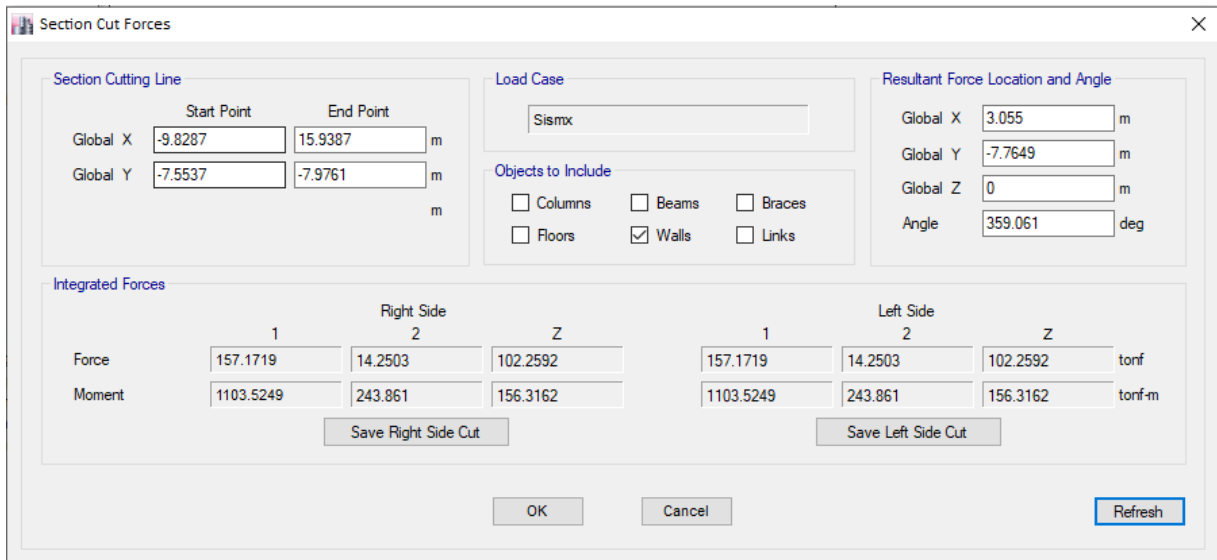 Section Cut Forces
Section Cutting Line
Start Point End Point
Global X -9.8287 15.9387 m
Global Y -7.5537 -7.9761 m
m
Load Case
Sismx
Objects to Include
Columns Beams Braces
Floors Walls Links
Resultant Force Location and Angle
Global X 3.055 m
Global Y -7.7649 m
Global Z 0 m
Angle 359.061 deg
Integrated Forces
Right Side Left Side
1 2 Z 1 2 Z
Force 157.1719 14.2503 102.2592 157.1719 14.2503 102.2592 tonf
Moment 1103.5249 243.861 156.3162 1103.5249 243.861 156.3162 tonf-m
Save Right Side Cut Save Left Side Cut
OK Cancel Refresh